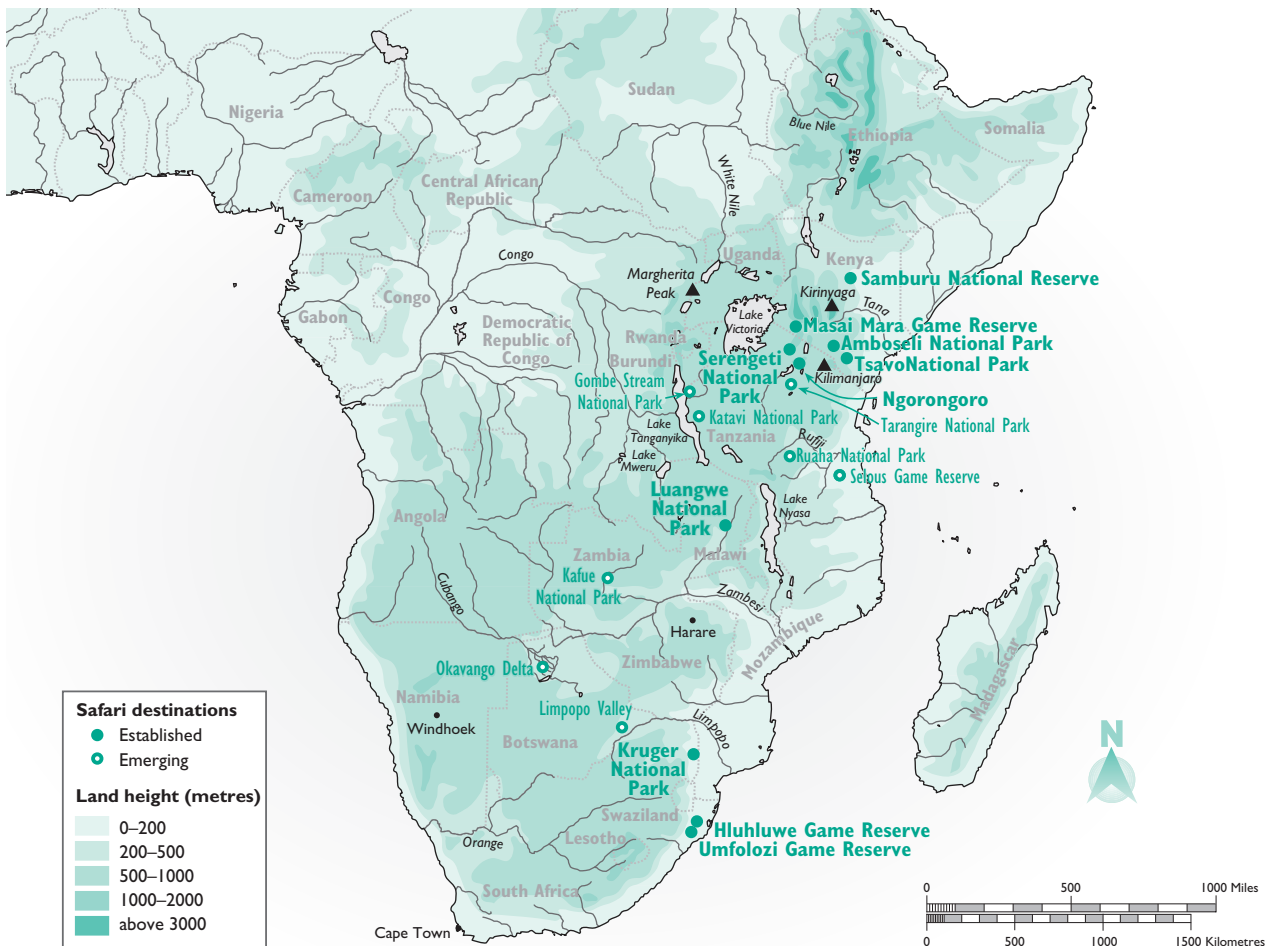 Nigeria
Sudan
Blue Nile
Ethiopia
Somalia
White Nile
Cameroon
Central African
Republic
Uganda
Kenya
Congo
Margherita
Peak
Samburu National Reserve
Kirinyaga
Tana
Congo
Gabon
Democratic
Republic of
Congo
Lake
Victoria
Masai Mara Game Reserve
Rwanda
Amboseli National Park
Burundi
Serengeti
National
Park
TsavoNational Park
Kilimanjaro
Gombe Stream
National Park
Ngorongoro
Katavi National Park
Tarangire National Park
Lake
Tanganyika
Tanzania
Rufiji
Lake
Mweru
Ruaha National Park
Selous Game Reserve
Luangwe
National
Park
Lake
Nyasa
Angola
Zambia
Malawi
Kafue
National Park
Cubango
Zambesi
Harare
Mozambique
Okavango Delta
Zimbabwe
Madagascar
Namibia
Windhoek
Limpopo Valley
Limpopo
Botswana
Kruger
National
Park
Swaziland
Hluhluwe Game Reserve
Umfolozi Game Reserve
Lesotho
Orange
South Africa
Cape Town
N
Safari destinations
Established
Emerging
Land height (metres)
0–200
200–500
500–1000
1000–2000
above 3000
0 500 1000 Miles
0 500 1000 1500 Kilometres